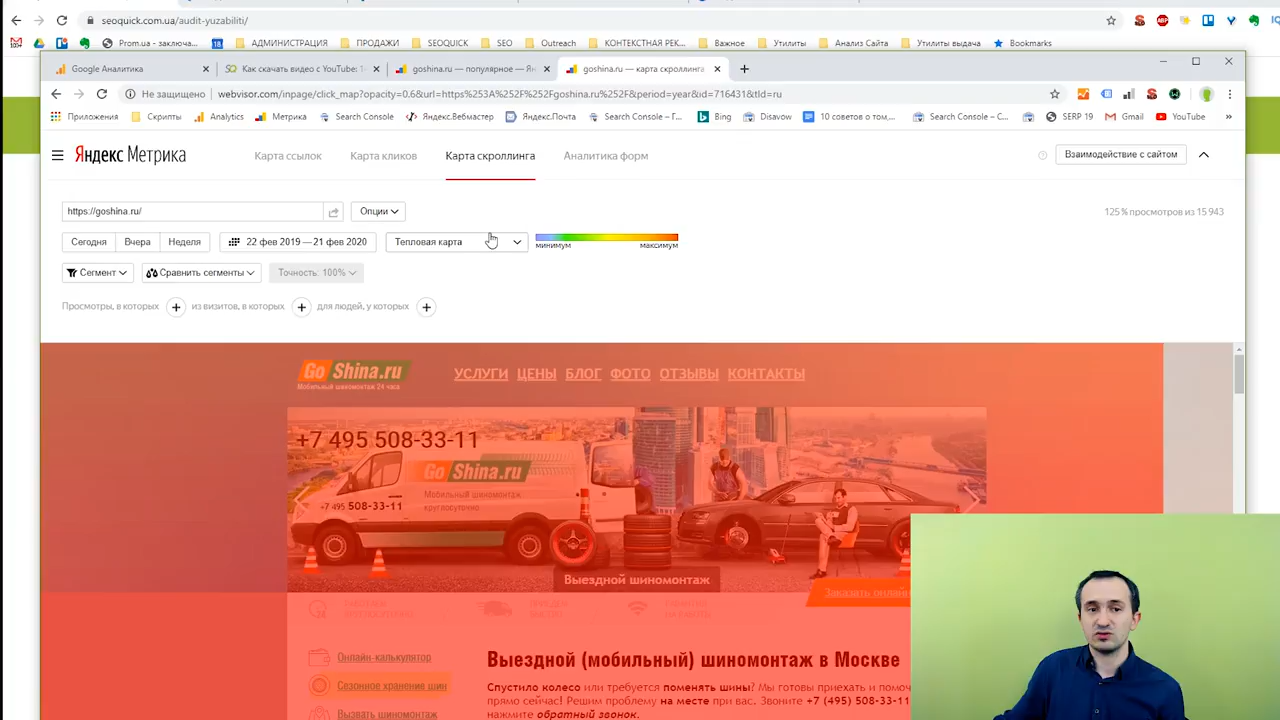 seoquick.com.ua/audit-yuzabiliti/
Prom.ua - заключа...
18
АДМИНИСТРАЦИЯ
ПРОДАЖИ
SEOQUICK
SEO
Outreach
КОНТЕКСТНАЯ РЕК...
Важное
Утилиты
Анализ Сайта
Утилиты выдача
Bookmarks
Google Аналитика
Как скачать видео с YouTube: 1
goshina.ru — популярное — Ян
goshina.ru — карта скроллинга
Не защищено
webvisor.com/inpage/click_map?opacity=0.6&url=https%253A%252F%252Fgoshina.ru%252F&period=year&id=716431&tId=ru
Приложения
Скрипты
Analytics
Метрика
Search Console
Яндекс.Вебмастер
Яндекс.Почта
Search Console – Г...
Bing
Disavow
10 советов о том,...
Search Console – С...
SERP 19
Gmail
YouTube
»
Яндекс Метрика
Карта ссылок
Карта кликов
Карта скроллинга
Аналитика форм
Взаимодействие с сайтом
https://goshina.ru/
Опции
125 % просмотров из 15 943
Сегодня
Вчера
Неделя
22 фев 2019 — 21 фев 2020
Тепловая карта
минимум
максимум
Сегмент
Сравнить сегменты
Точность: 100%
Просмотры, в которых
из визитов, в которых
для людей, у которых
Go Shina.ru
Мобильный шиномонтаж 24 часа
УСЛУГИ ЦЕНЫ БЛОГ ФОТО ОТЗЫВЫ КОНТАКТЫ
+7 495 508-33-11
Go Shina.ru
Мобильный шиномонтаж
круглосуточно
+7 495 508-33-11
Выездной шиномонтаж
Заказать онлайн
Онлайн-калькулятор
Сезонное хранение шин
Вызвать шиномонтаж
Выездной (мобильный) шиномонтаж в Москве
Спустило колесо или требуется поменять шины? Мы готовы приехать и помоч
прямо сейчас! Решим проблему на месте при вас. Звоните +7 (495) 508-33-11
нажмите обратный звонок.